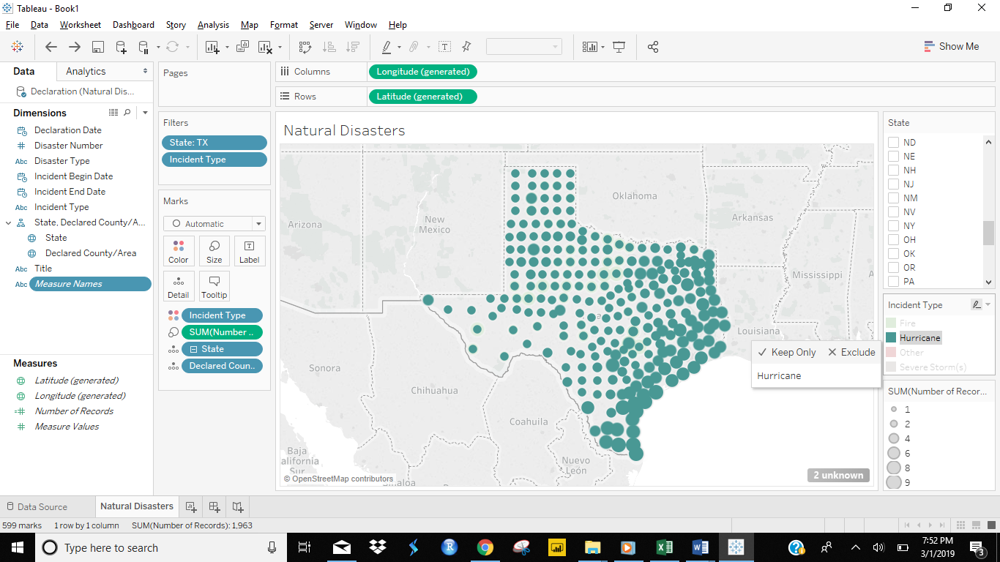 Tableau - Book1
File Data Worksheet Dashboard Story Analysis Map Format Server Window Help
Show Me
Data Analytics
Declaration (Natural Dis...
Dimensions
Declaration Date
Disaster Number
Abc Disaster Type
Incident Begin Date
Incident End Date
Abc Incident Type
State, Declared County/A...
State
Declared County/Area
Abc Title
Abc Measure Names
Measures
Latitude (generated)
Longitude (generated)
Number of Records
Measure Values
Pages
Filters
State: TX
Incident Type
Marks
Automatic
Color Size Label
Detail Tooltip
Incident Type
SUM(Number ..
State
Declared Coun..
Columns Longitude (generated)
Rows Latitude (generated)
Natural Disasters
Oklahoma
Arizona
New
Mexico
Arkansas
Mississippi
A
a
Louisiana
Sonora
Chihuahua
Coahuila
Baja
alifornia
Sur
Nuevo
León
Sinaloa
© OpenStreetMap contributors
2 unknown
Keep Only Exclude
Hurricane
State
ND
NE
NH
NJ
NM
NV
NY
OH
OK
OR
PA
Incident Type
Fire
Hurricane
Other
Severe Storm(s)
SUM(Number of Recor...
1
2
4
6
8
9
Data Source Natural Disasters
599 marks 1 row by 1 column SUM(Number of Records): 1,963
Type here to search
7:52 PM
3/1/2019
3